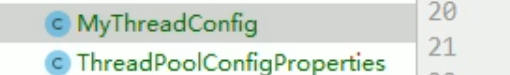 C MyThreadConfig 20
21
C ThreadPoolConfigProperties